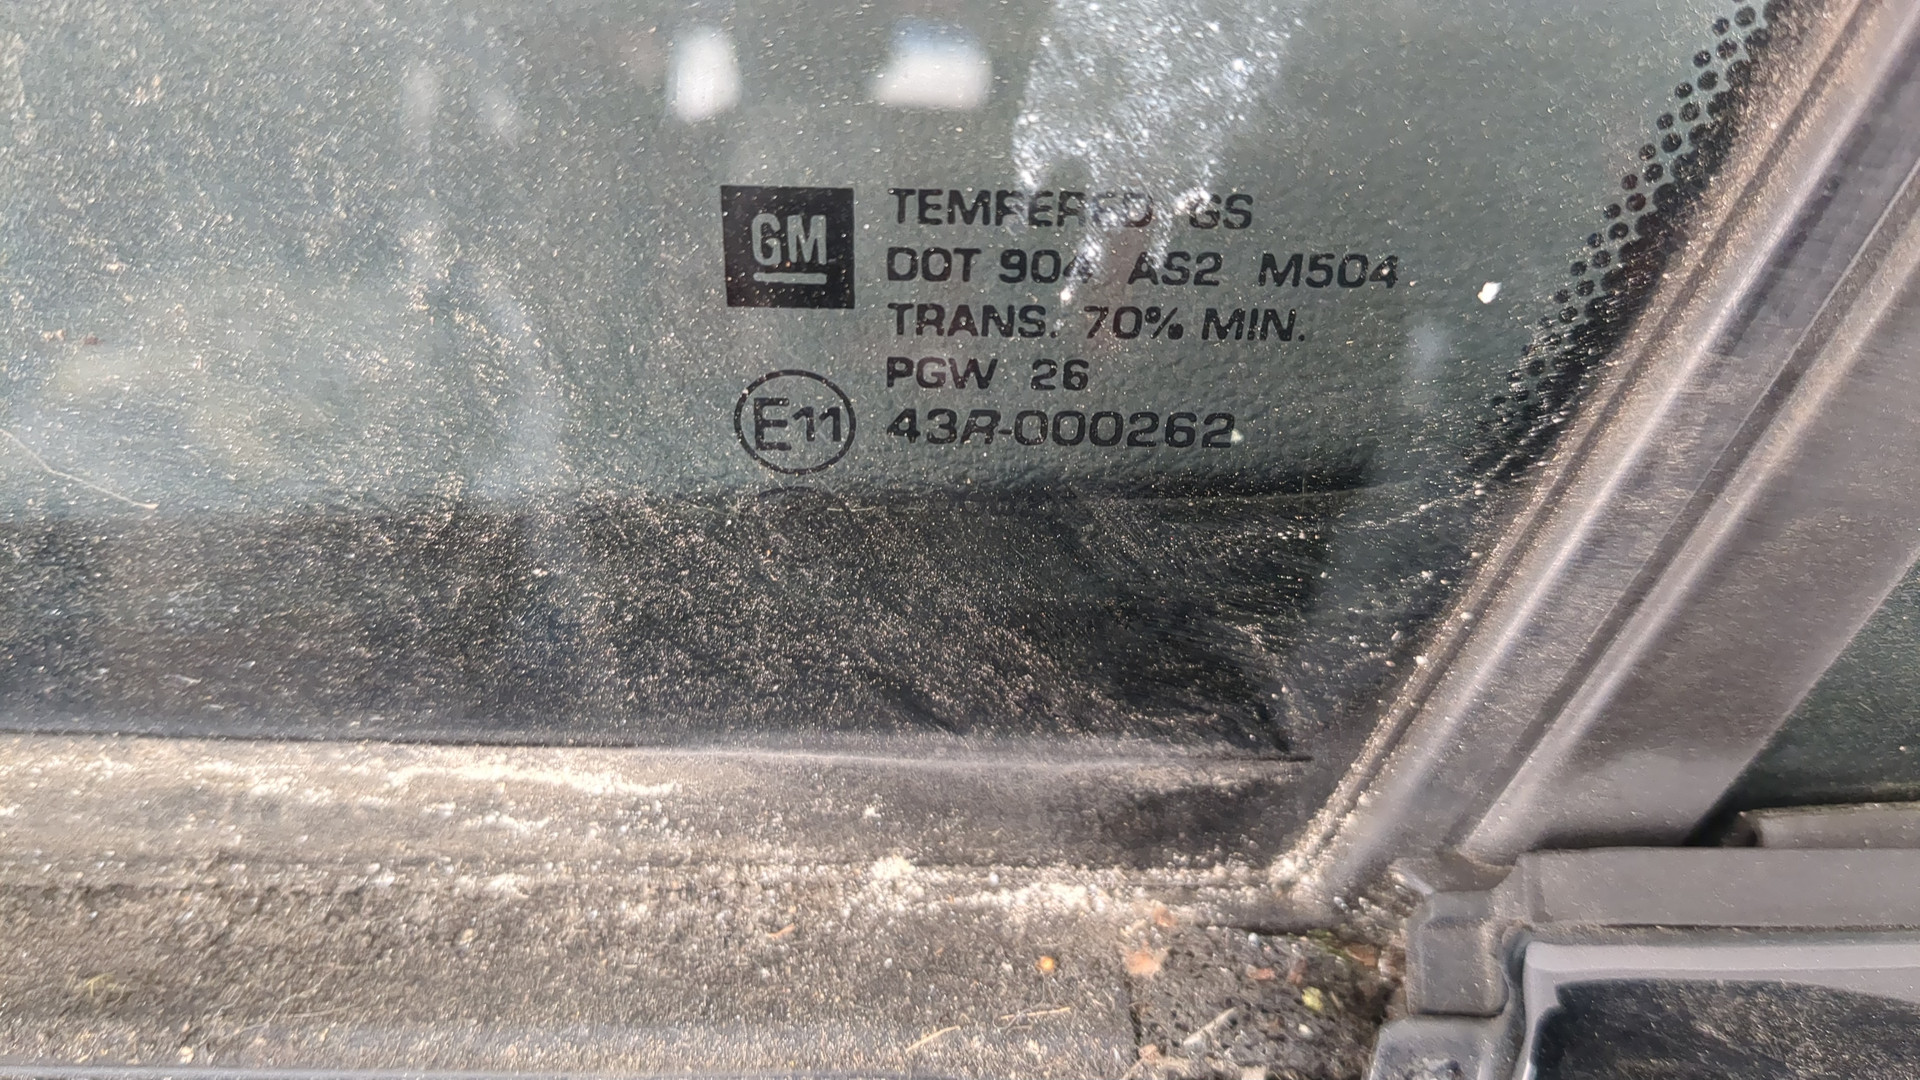 GM
TEMPERED GS
DOT 904 AS2 M504
TRANS. 70% MIN.
PGW 26
E11 43R-000262